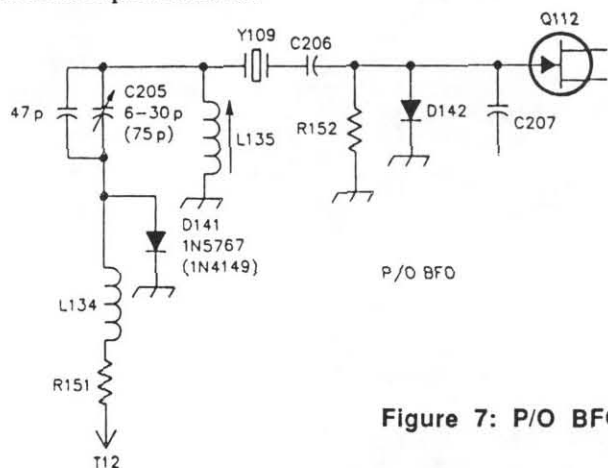 Q112
Y109
C206
47p
C205
6-30p
(75p)
L135
R152
D142
C207
D141
1N5767
(1N4149)
P/O BFO
L134
R151
T12
Figure 7: P/O BFO